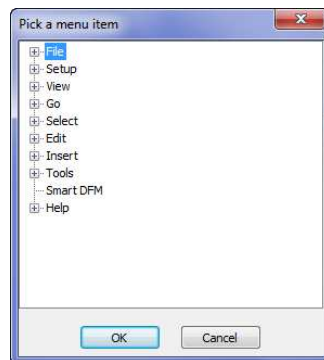 Pick a menu item
File
Setup
View
Go
Select
Edit
Insert
Tools
Smart DFM
Help
OK
Cancel